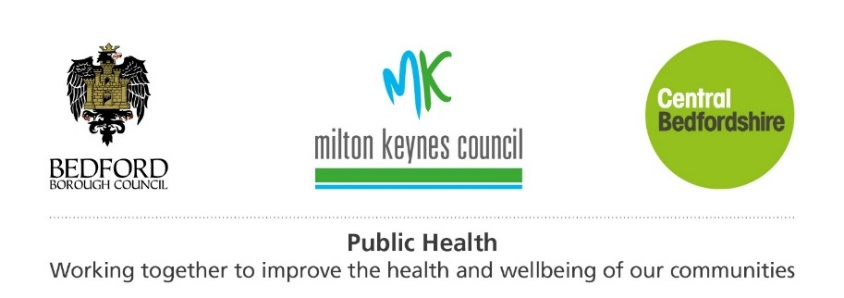 BEDFORD
BOROUGH COUNCIL
MK
milton keynes council
Central
Bedfordshire
Public Health
Working together to improve the health and wellbeing of our communities